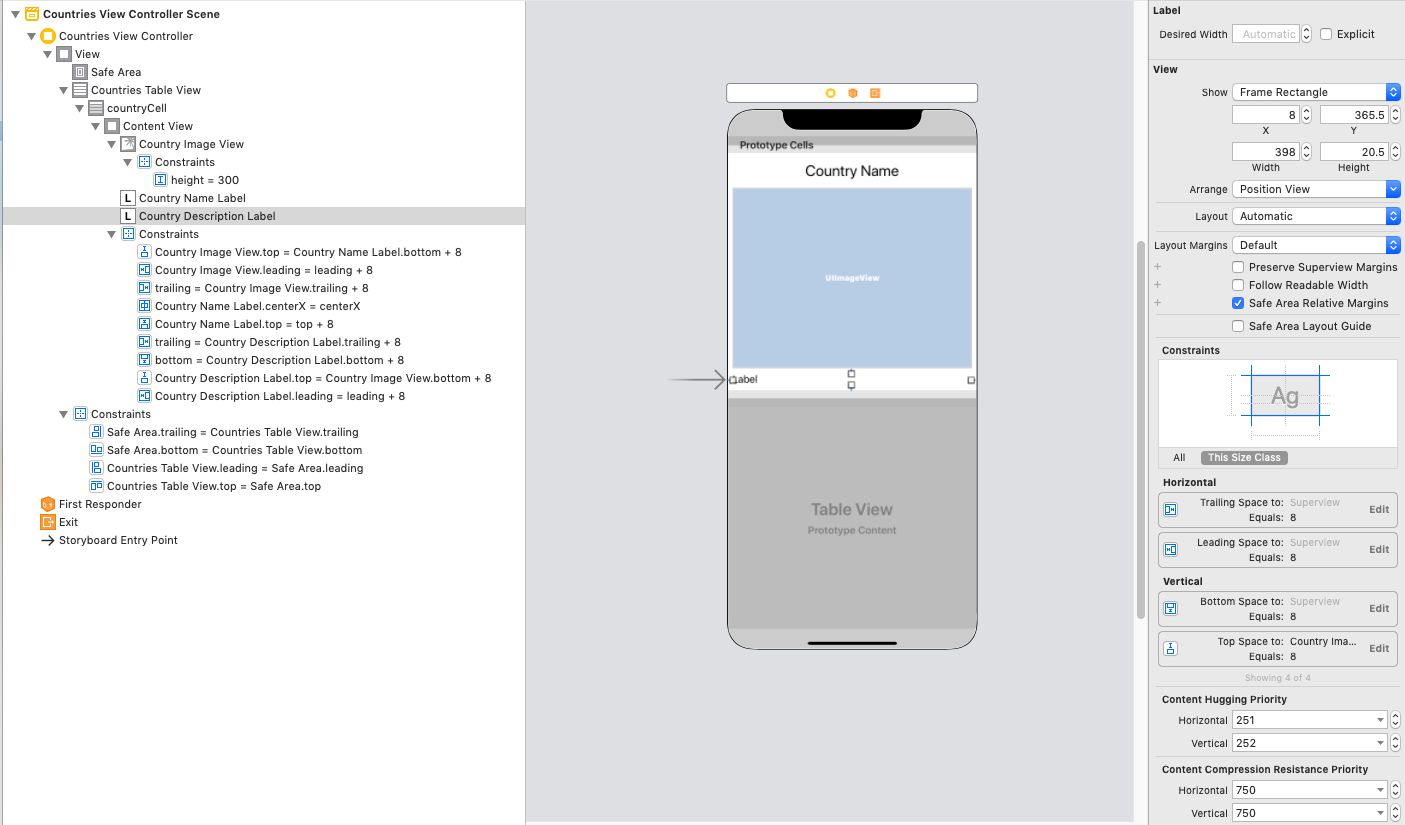 Countries View Controller Scene
Countries View Controller
View
Safe Area
Countries Table View
countryCell
Content View
Country Image View
Constraints
height = 300
L Country Name Label
L Country Description Label
Constraints
Country Image View.top = Country Name Label.bottom + 8
Country Image View.leading = leading + 8
trailing = Country Image View.trailing + 8
Country Name Label.centerX = centerX
Country Name Label.top = top + 8
trailing = Country Description Label.trailing + 8
bottom = Country Description Label.bottom + 8
Country Description Label.top = Country Image View.bottom + 8
Country Description Label.leading = leading + 8
Constraints
Safe Area.trailing = Countries Table View.trailing
Safe Area.bottom = Countries Table View.bottom
Countries Table View.leading = Safe Area.leading
Countries Table View.top = Safe Area.top
First Responder
Exit
Storyboard Entry Point
Prototype Cells
Country Name
UIImageView
Label
Table View
Prototype Content
Label
Desired Width Automatic Explicit
View
Show Frame Rectangle
8 365.5
X Y
398 20.5
Width Height
Arrange Position View
Layout Automatic
Layout Margins Default
+ Preserve Superview Margins
+ Follow Readable Width
+ Safe Area Relative Margins
Safe Area Layout Guide
Constraints
Ag
All This Size Class
Horizontal
Trailing Space to: Superview
Equals: 8
Edit
Leading Space to: Superview
Equals: 8
Edit
Vertical
Bottom Space to: Superview
Equals: 8
Edit
Top Space to: Country Ima...
Equals: 8
Edit
Showing 4 of 4
Content Hugging Priority
Horizontal 251
Vertical 252
Content Compression Resistance Priority
Horizontal 750
Vertical 750